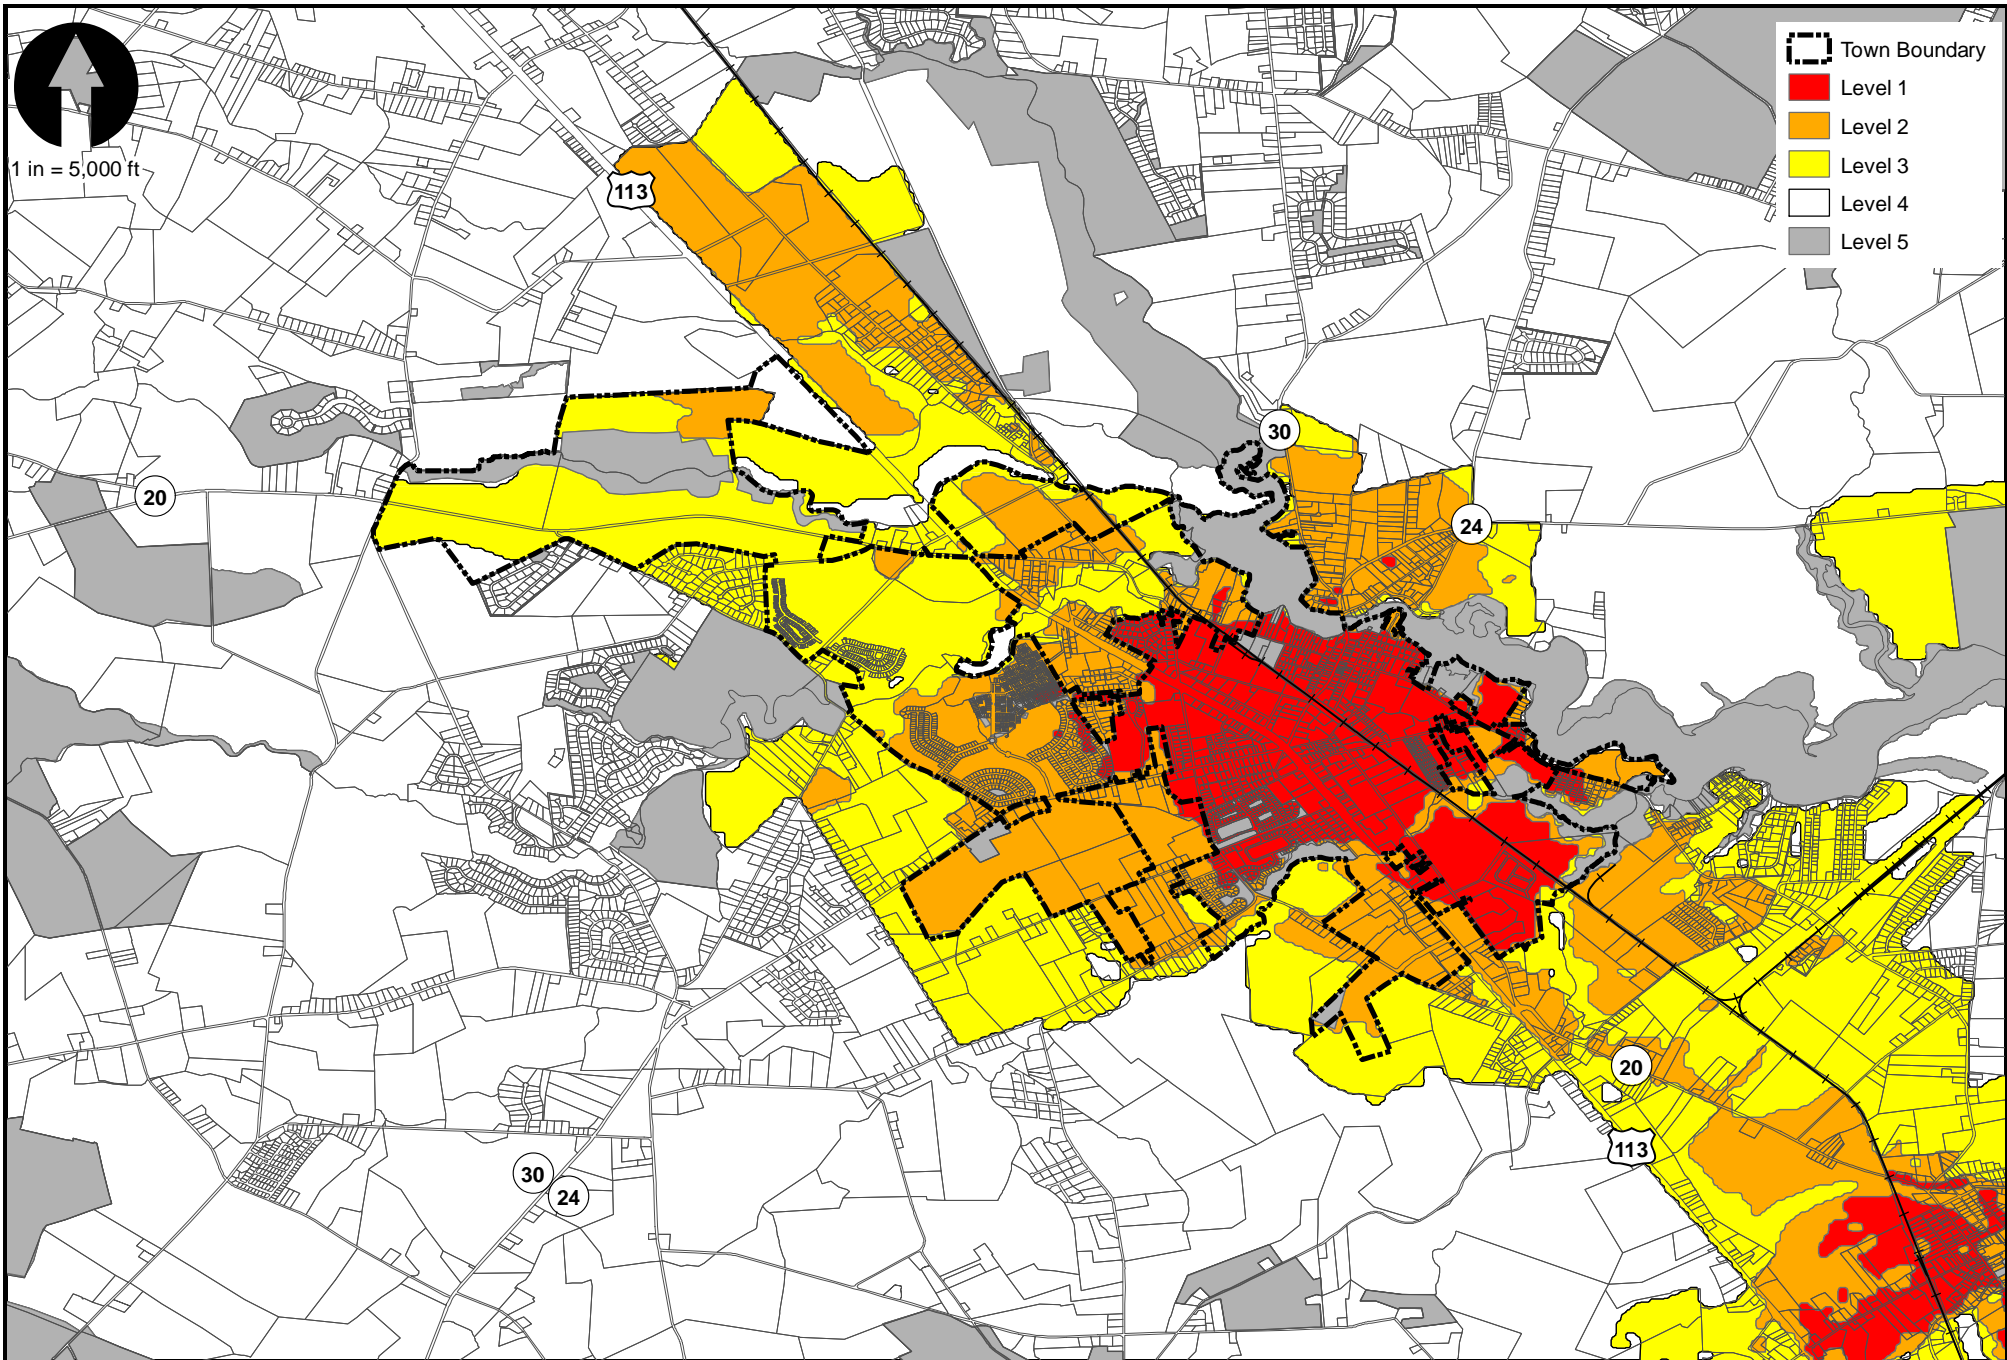 1 in = 5,000 ft
Town Boundary
Level 1
Level 2
Level 3
Level 4
Level 5
113
30
20
24
20
113
30
24